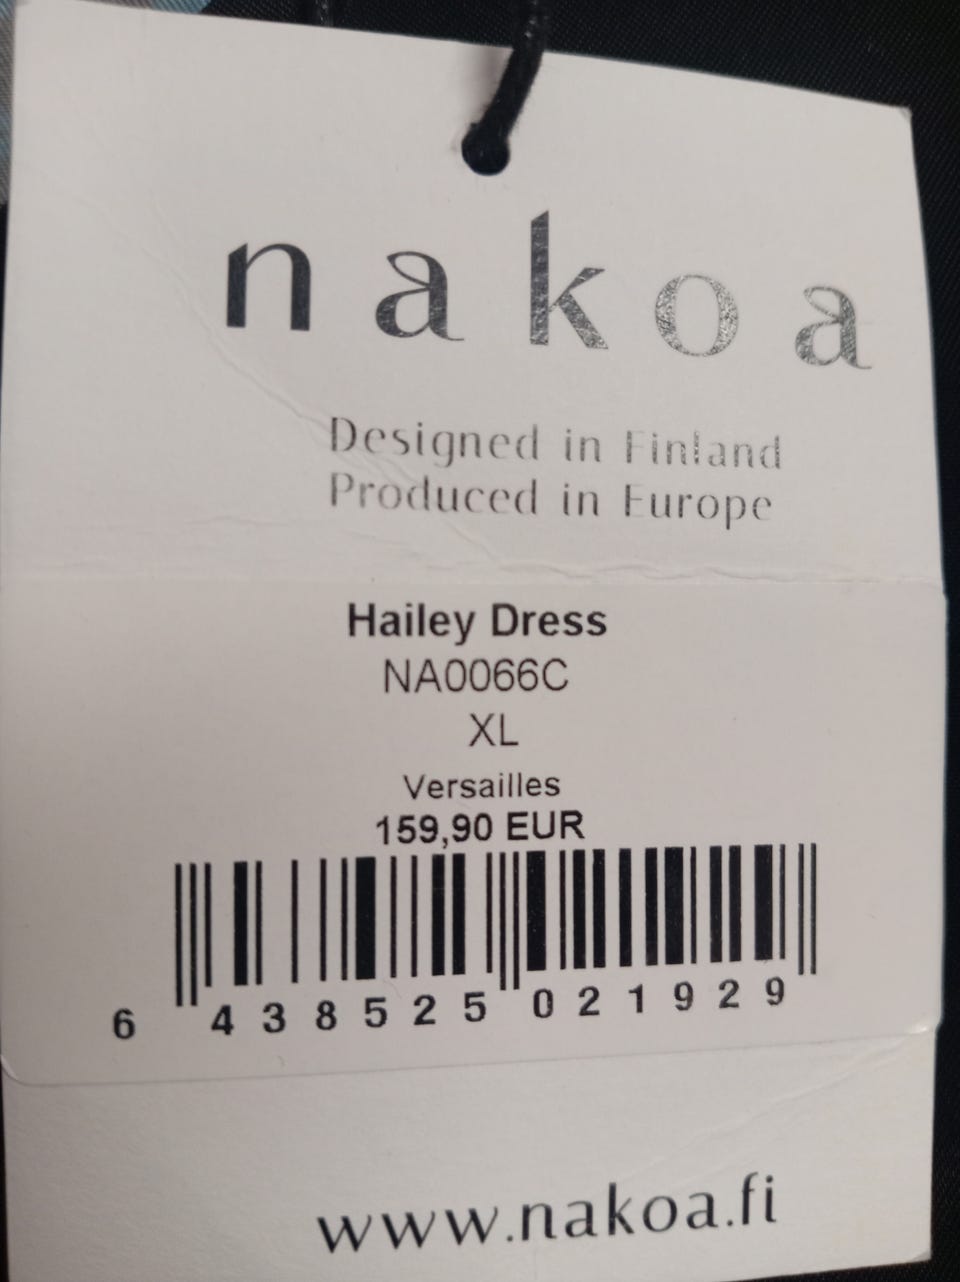 nakoa
Designed in Finland
Produced in Europe
Hailey Dress
NA0066C
XL
Versailles
159,90 EUR
6 438525 021929
www.nakoa.fi